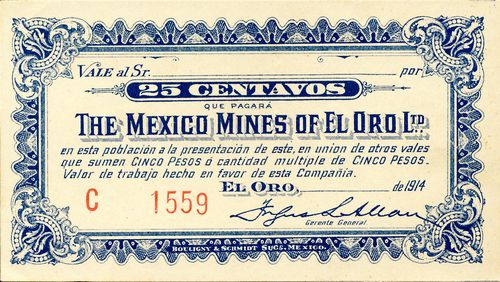 VALE al Sr. por
25 CENTAVOS
QUE PAGARÁ
THE MEXICO MINES OF EL ORO LTD.
en esta población a la presentación de este, en union de otros vales
que sumen CINCO PESOS ó cantidad multiple de CINCO PESOS.
Valor de trabajo hecho en favor de esta Compañía.
EL ORO, de 1914
C 1559
Gerente General.
BOULIGNY & SCHMIDT SUCS. MEXICO.